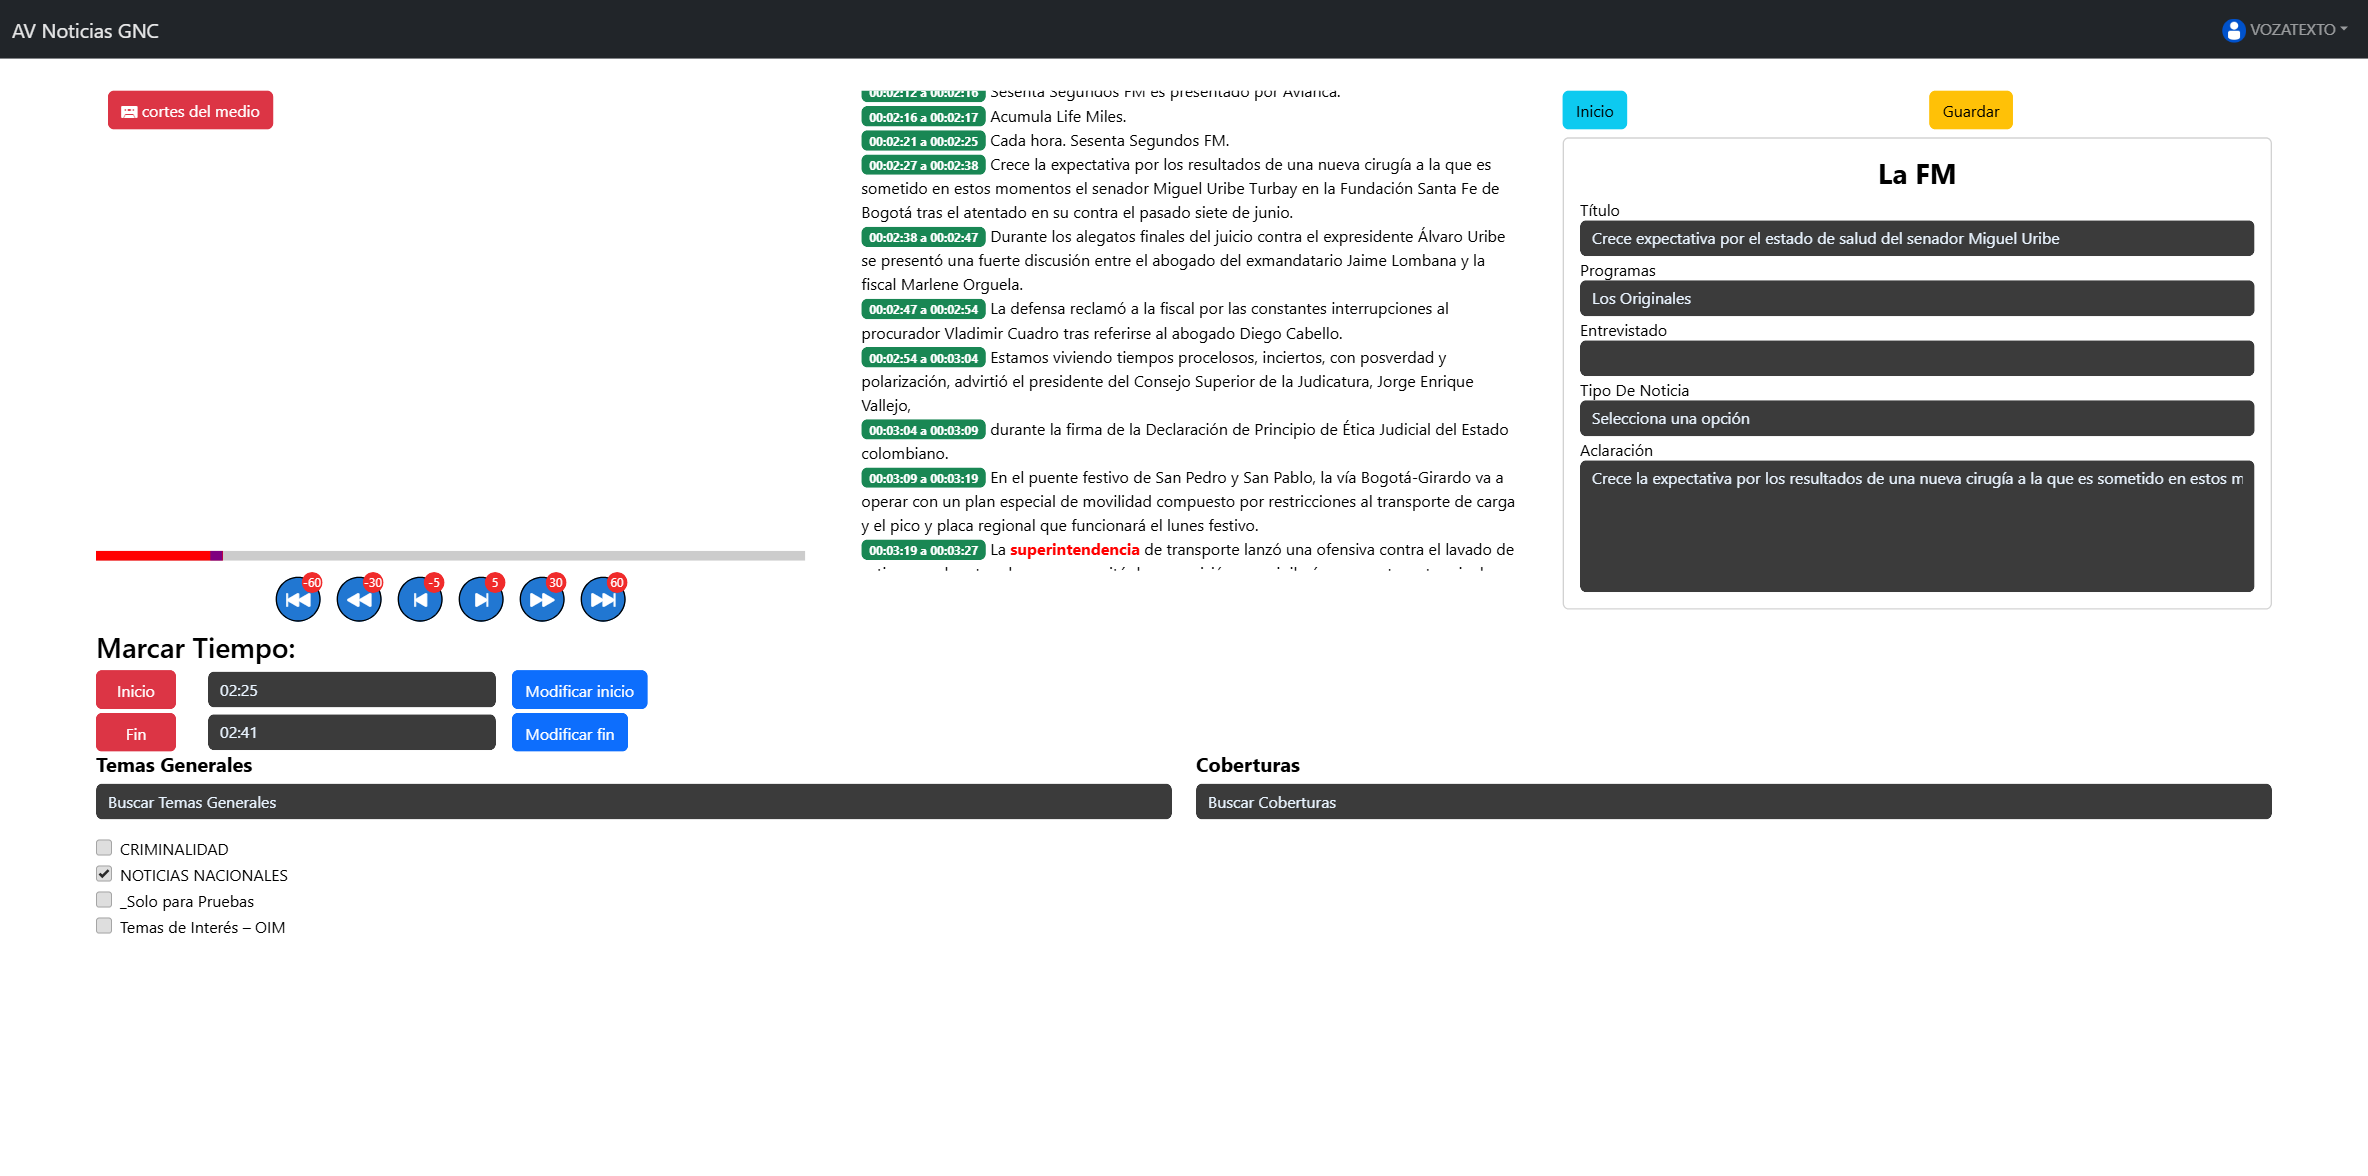 AV Noticias GNC
VOZATEXTO
cortes del medio
00:02:12 a 00:02:16 Sesenta Segundos FM es presentado por Avianca.
00:02:16 a 00:02:17 Acumula Life Miles.
00:02:21 a 00:02:25 Cada hora. Sesenta Segundos FM.
00:02:27 a 00:02:38 Crece la expectativa por los resultados de una nueva cirugía a la que es
sometido en estos momentos el senador Miguel Uribe Turbay en la Fundación Santa Fe de
Bogotá tras el atentado en su contra el pasado siete de junio.
00:02:38 a 00:02:47 Durante los alegatos finales del juicio contra el expresidente Álvaro Uribe
se presentó una fuerte discusión entre el abogado del exmandatario Jaime Lombana y la
fiscal Marlene Orguela.
00:02:47 a 00:02:54 La defensa reclamó a la fiscal por las constantes interrupciones al
procurador Vladimir Cuadro tras referirse al abogado Diego Cabello.
00:02:54 a 00:03:04 Estamos viviendo tiempos procelosos, inciertos, con posverdad y
polarización, advirtió el presidente del Consejo Superior de la Judicatura, Jorge Enrique
Vallejo,
00:03:04 a 00:03:09 durante la firma de la Declaración de Principio de Ética Judicial del Estado
colombiano.
00:03:09 a 00:03:19 En el puente festivo de San Pedro y San Pablo, la vía Bogotá-Girardo va a
operar con un plan especial de movilidad compuesto por restricciones al transporte de carga
y el pico y placa regional que funcionará el lunes festivo.
00:03:19 a 00:03:27 La superintendencia de transporte lanzó una ofensiva contra el lavado de
Inicio
Guardar
La FM
Título
Crece expectativa por el estado de salud del senador Miguel Uribe
Programas
Los Originales
Entrevistado
Tipo De Noticia
Selecciona una opción
Aclaración
Crece la expectativa por los resultados de una nueva cirugía a la que es sometido en estos m
-60 -30 -5 5 30 60
Marcar Tiempo:
Inicio 02:25 Modificar inicio
Fin 02:41 Modificar fin
Temas Generales
Buscar Temas Generales
CRIMINALIDAD
NOTICIAS NACIONALES
_Solo para Pruebas
Temas de Interés – OIM
Coberturas
Buscar Coberturas